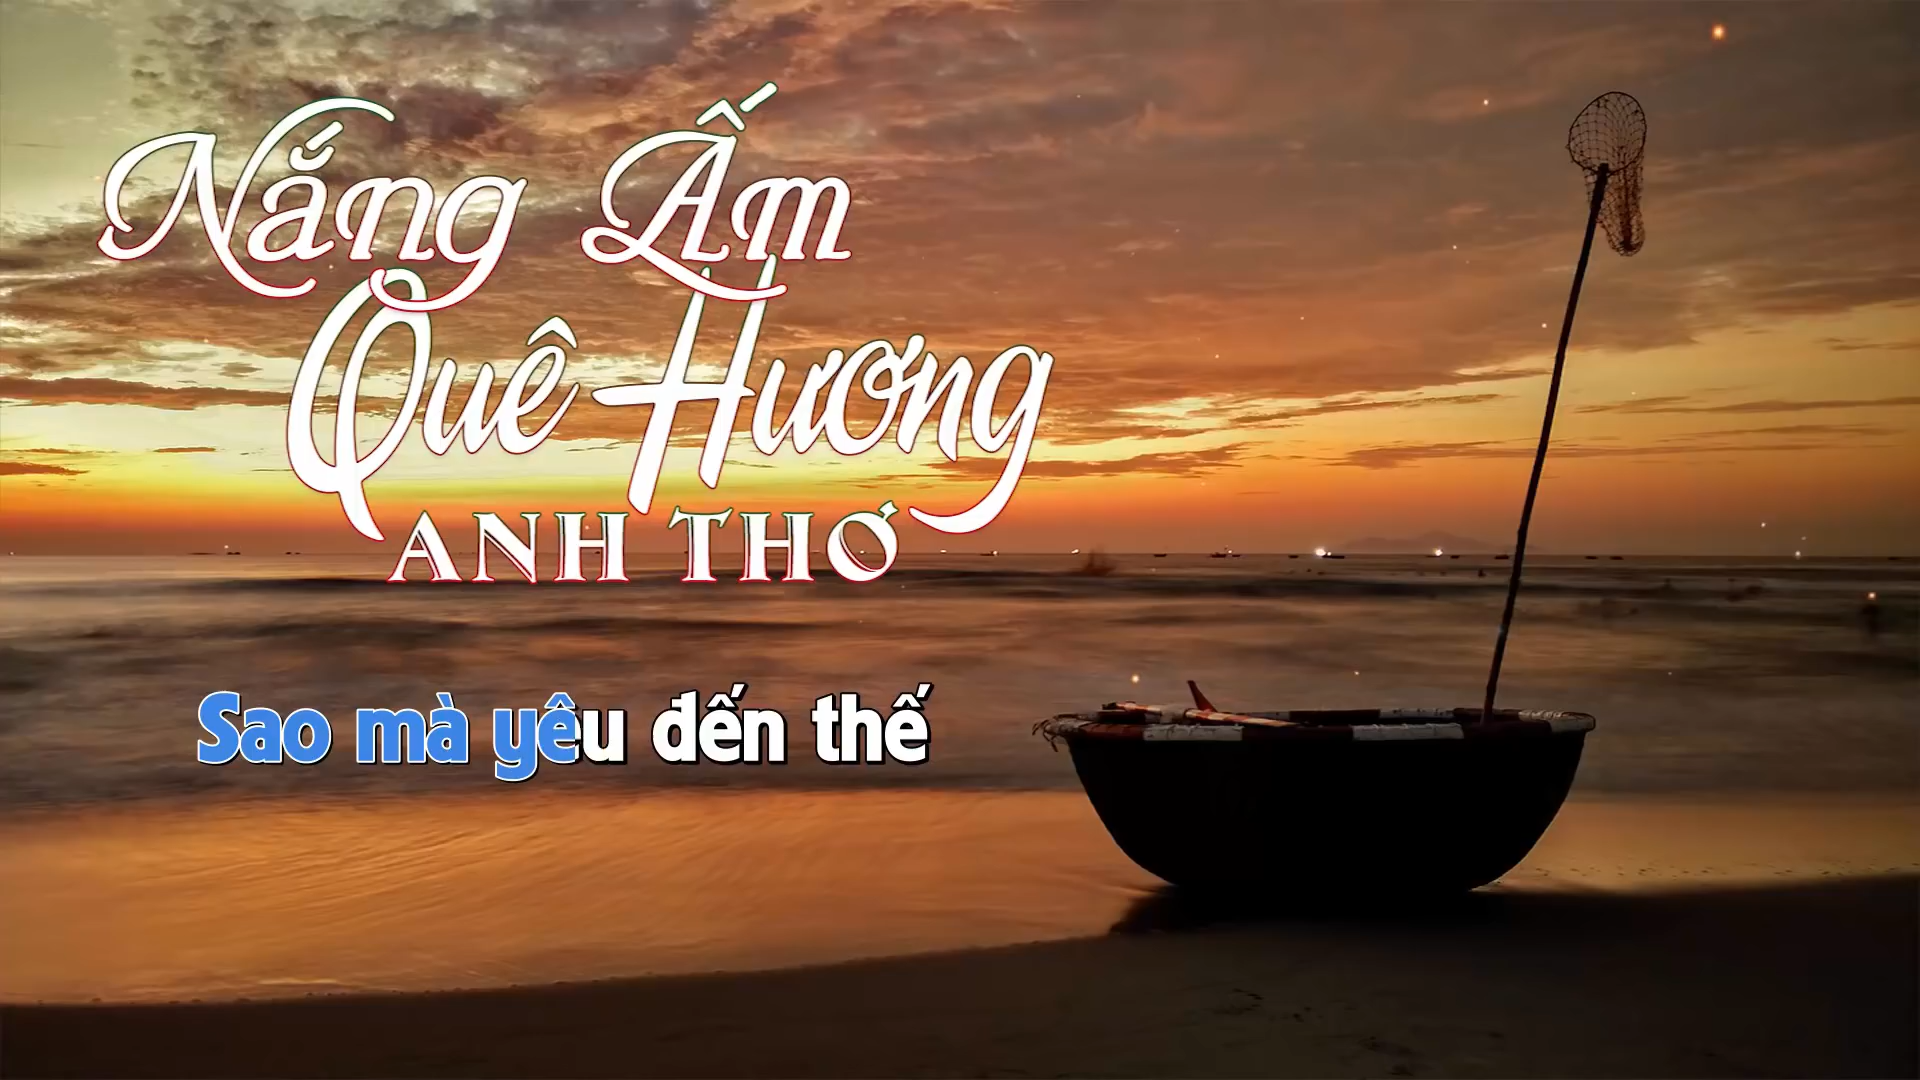 Nắng Ấm
Quê Hương
ANH THƠ
Sao mà yêu đến thế